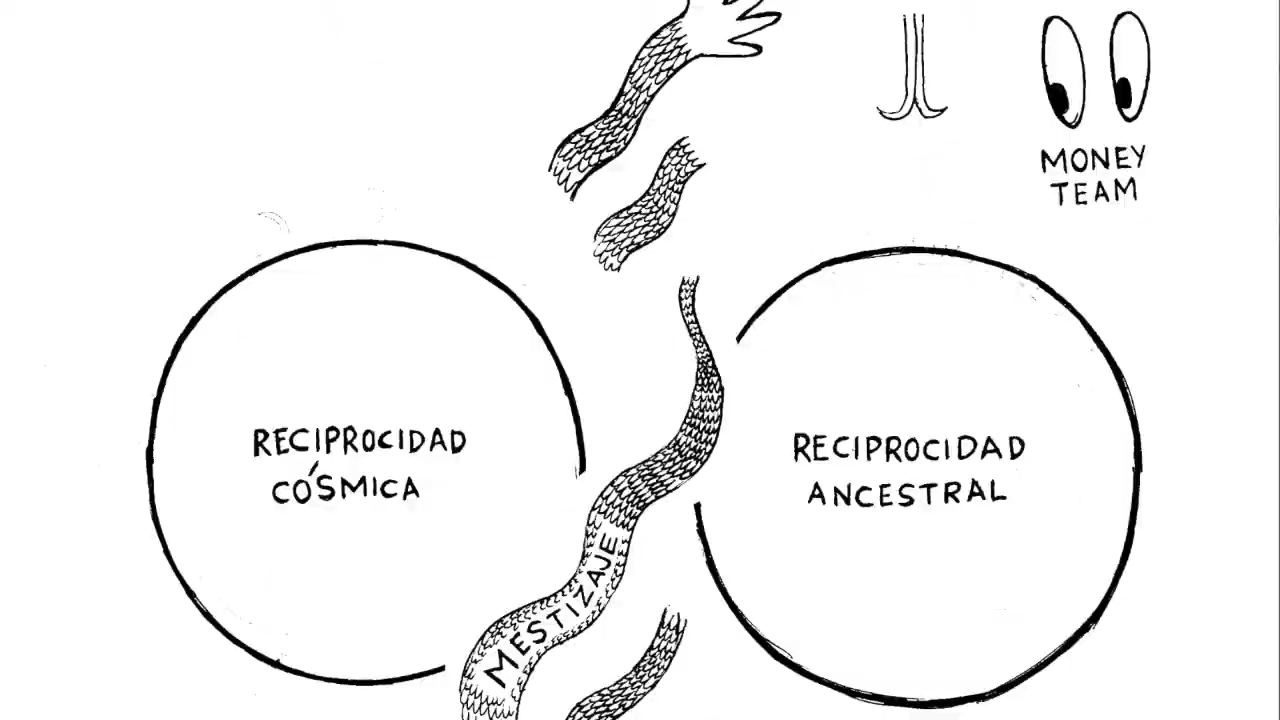 MONEY
TEAM
RECIPROCIDAD
CÓSMICA
RECIPROCIDAD
ANCESTRAL
MESTIZAJE